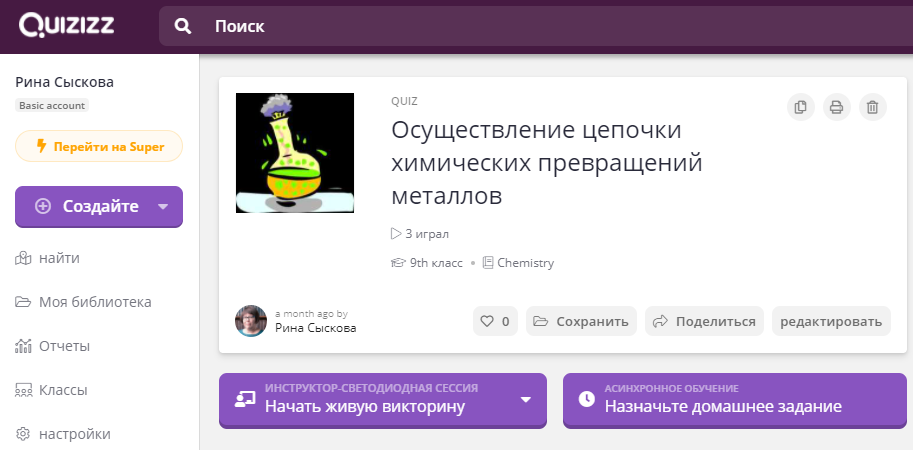 QUIZIZZ
Поиск
Рина Сыскова
Basic account
Перейти на Super
Создайте
найти
Моя библиотека
Отчеты
Классы
настройки
QUIZ
Осуществление цепочки
химических превращений
металлов
3 играл
9th класс • Chemistry
a month ago by
Рина Сыскова
0
Сохранить
Поделиться
редактировать
ИНСТРУКТОР-СВЕТОДИОДНАЯ СЕССИЯ
Начать живую викторину
АСИНХРОННОЕ ОБУЧЕНИЕ
Назначьте домашнее задание